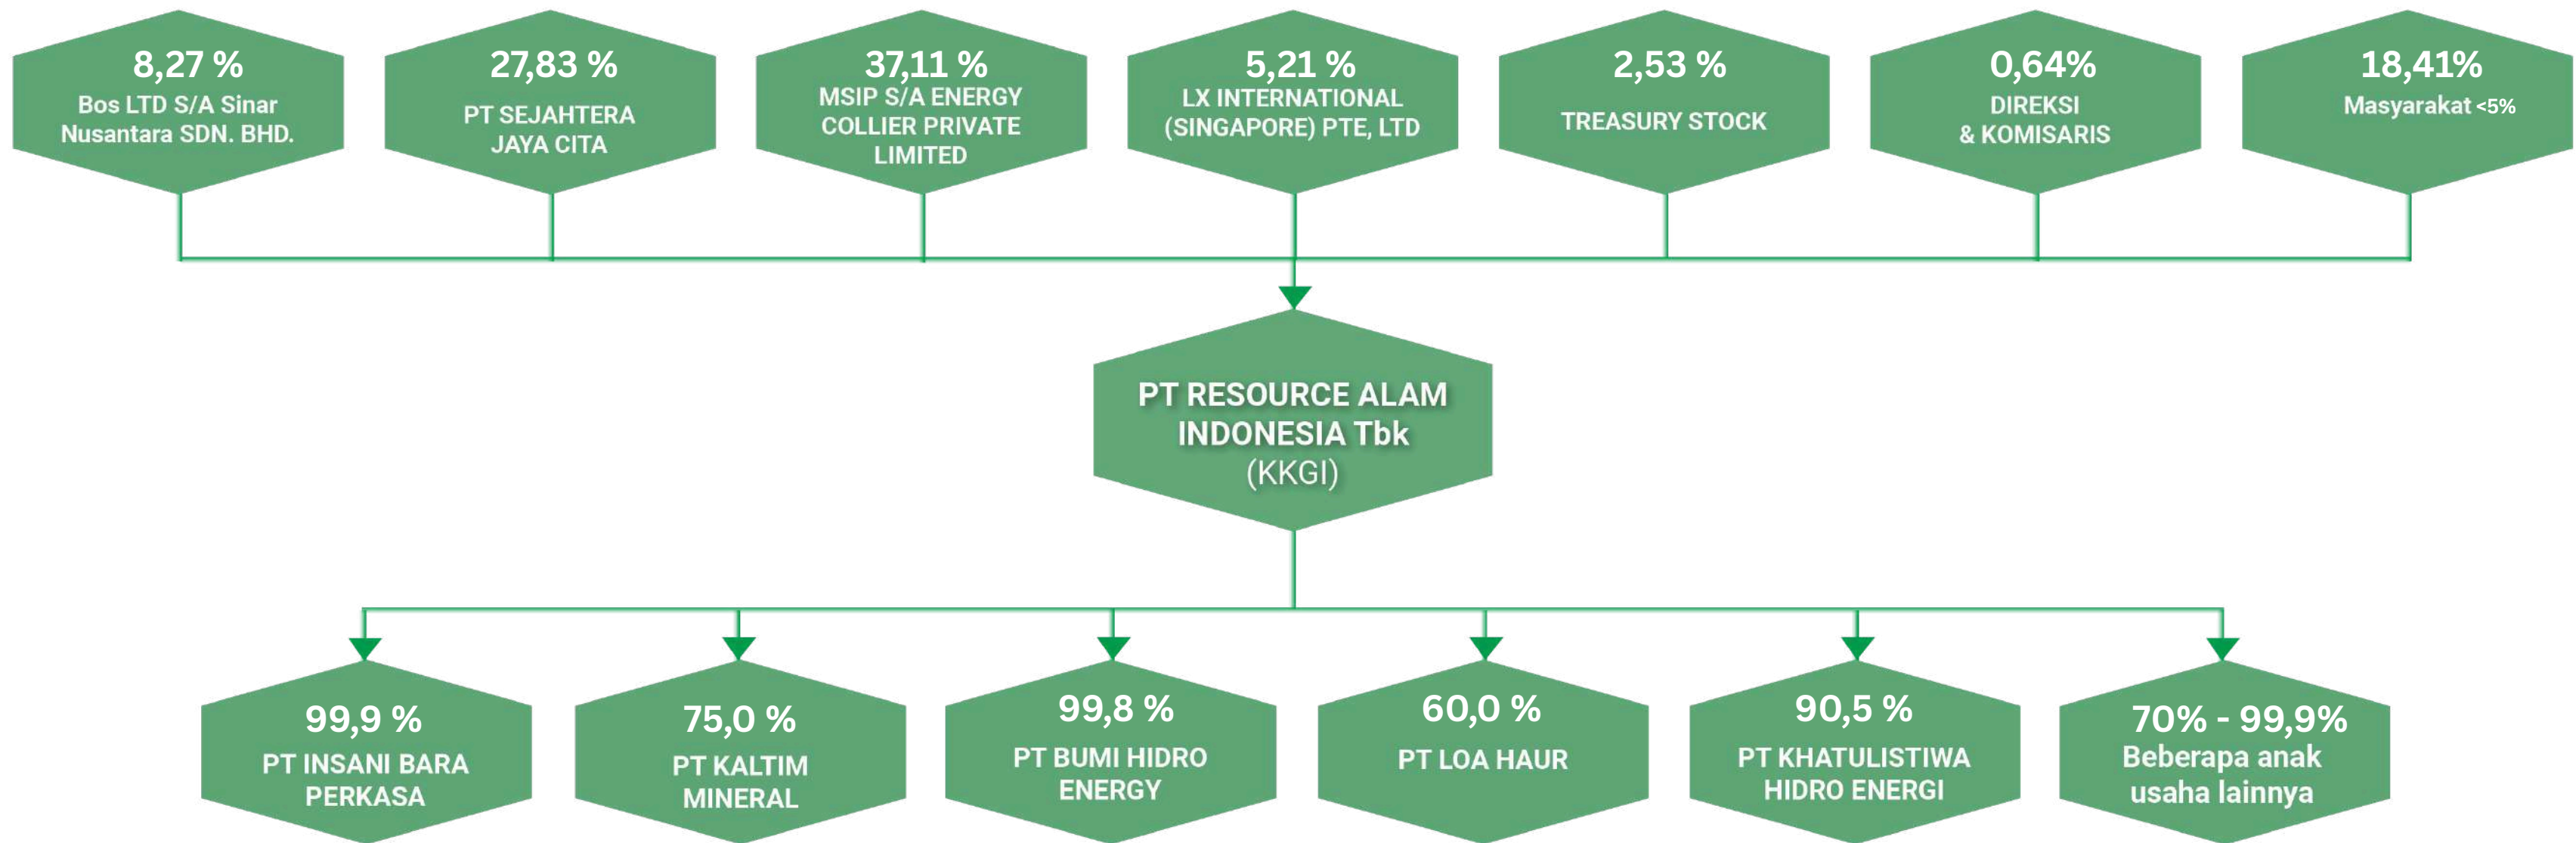 8,27 %
Bos LTD S/A Sinar
Nusantara SDN. BHD.
27,83 %
PT SEJAHTERA
JAYA CITA
37,11 %
MSIP S/A ENERGY
COLLIER PRIVATE
LIMITED
5,21 %
LX INTERNATIONAL
(SINGAPORE) PTE, LTD
2,53 %
TREASURY STOCK
0,64%
DIREKSI
& KOMISARIS
18,41%
Masyarakat <5%
PT RESOURCE ALAM
INDONESIA Tbk
(KKGI)
99,9 %
PT INSANI BARA
PERKASA
75,0 %
PT KALTIM
MINERAL
99,8 %
PT BUMI HIDRO
ENERGY
60,0 %
PT LOA HAUR
90,5 %
PT KHATULISTIWA
HIDRO ENERGI
70% - 99,9%
Beberapa anak
usaha lainnya